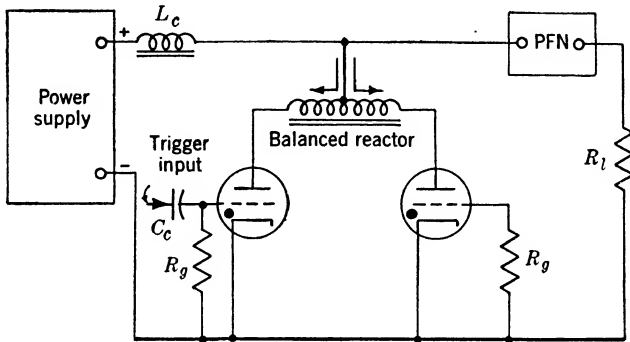 L_c
+
PFN
Power
supply
Balanced reactor
Trigger
input
R_l
-
C_c
R_g
R_g